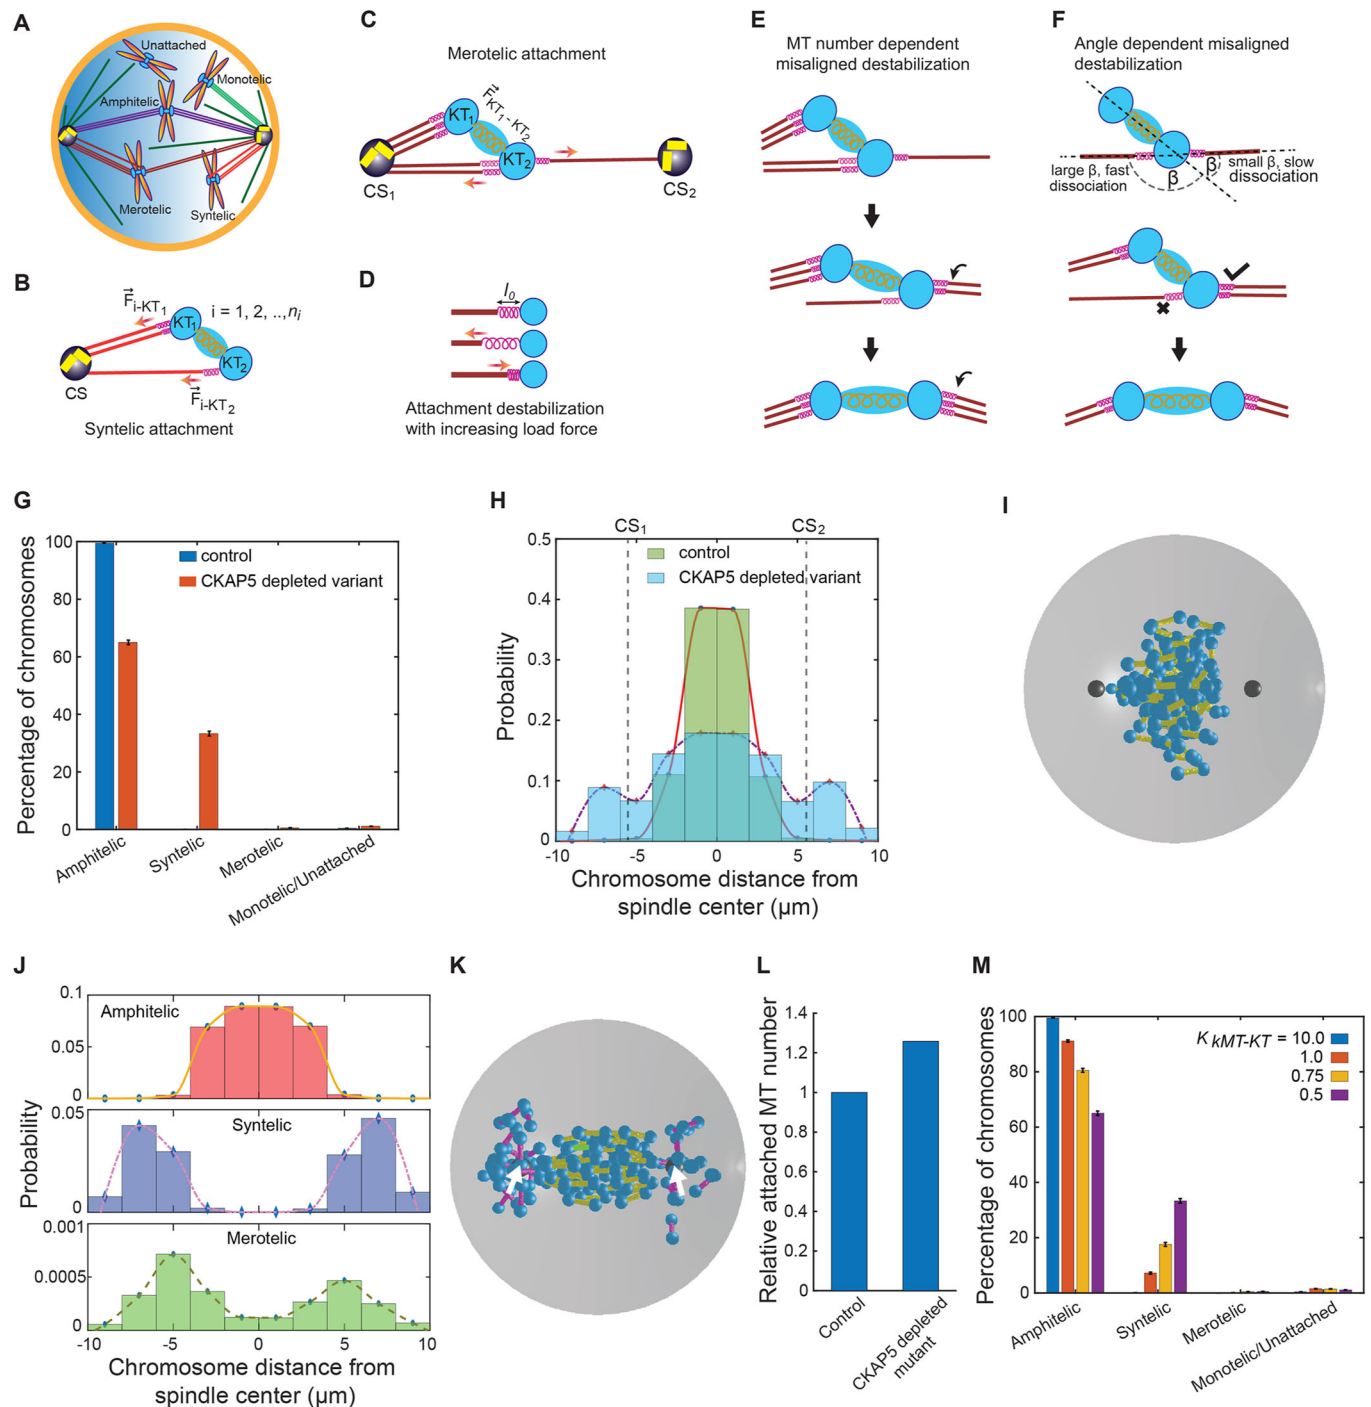 A
Unattached
Monotelic
Amphitelic
Merotelic
Syntelic
B
F i-KT1
i = 1, 2, ..,ni
KT1
KT2
CS
F i-KT2
Syntelic attachment
C
Merotelic attachment
F KT1 - KT2
KT1
KT2
CS1
CS2
D
l0
Attachment destabilization
with increasing load force
E
MT number dependent
misaligned destabilization
F
Angle dependent misaligned
destabilization
large β, fast
dissociation
β
β
small β, slow
dissociation
G
Percentage of chromosomes
100
80
60
40
20
0
control
CKAP5 depleted variant
Amphitelic
Syntelic
Merotelic
Monotelic/Unattached
H
CS1
CS2
Probability
0.5
0.4
0.3
0.2
0.1
0
control
CKAP5 depleted variant
-10
-5
0
5
10
Chromosome distance from
spindle center (µm)
I
J
Probability
0.1
0.05
0
Amphitelic
0.05
0
Syntelic
0.001
0.0005
0
Merotelic
-10
-5
0
5
10
Chromosome distance from
spindle center (µm)
K
L
Relative attached MT number
1.4
1.2
1
0.8
0.6
0.4
0.2
0
Control
CKAP5 depleted
mutant
M
Percentage of chromosomes
100
80
60
40
20
0
K kMT-KT = 10.0
1.0
0.75
0.5
Amphitelic
Syntelic
Merotelic
Monotelic/Unattached